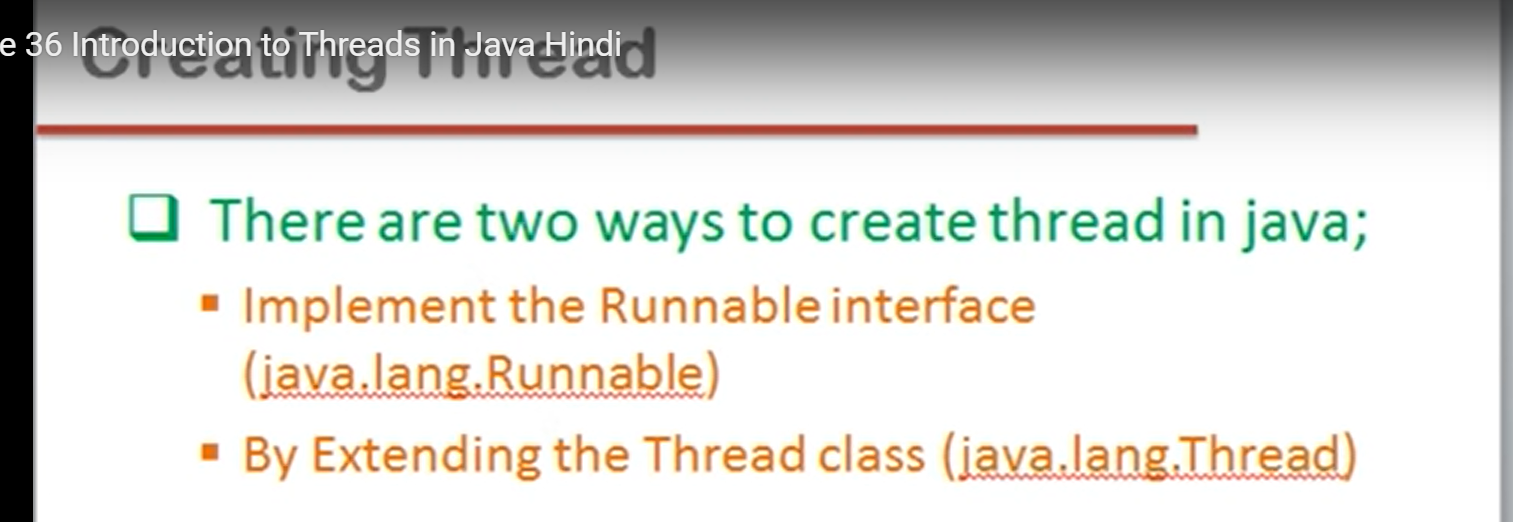 e 36 Introduction to Threads in Java Hindi
Creating Thread
There are two ways to create thread in java;
Implement the Runnable interface
(java.lang.Runnable)
By Extending the Thread class (java.lang.Thread)